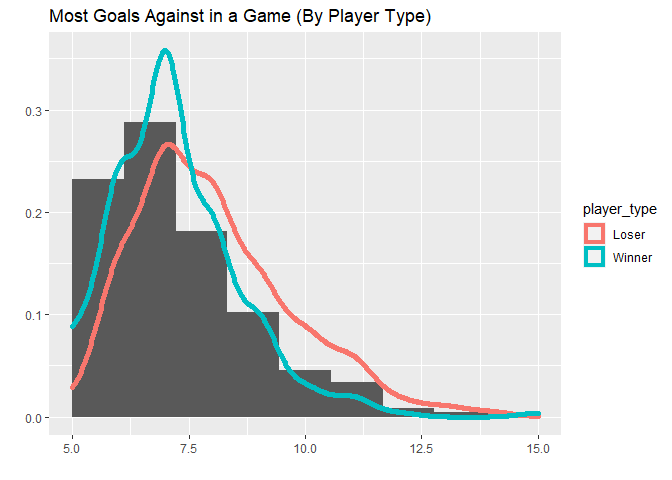 Most Goals Against in a Game (By Player Type)
0.3
0.2
0.1
0.0
5.0 7.5 10.0 12.5 15.0
player_type
Loser
Winner